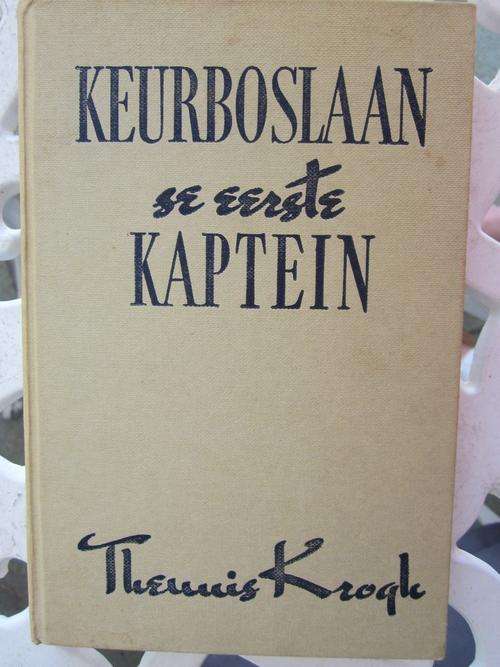 KEURBOSLAAN
se eerste
KAPTEIN
Theunis Krogh